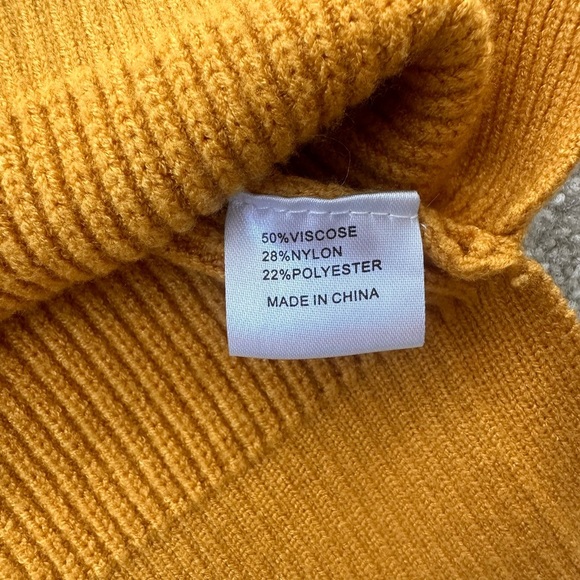 50%VISCOSE
28%NYLON
22%POLYESTER
MADE IN CHINA